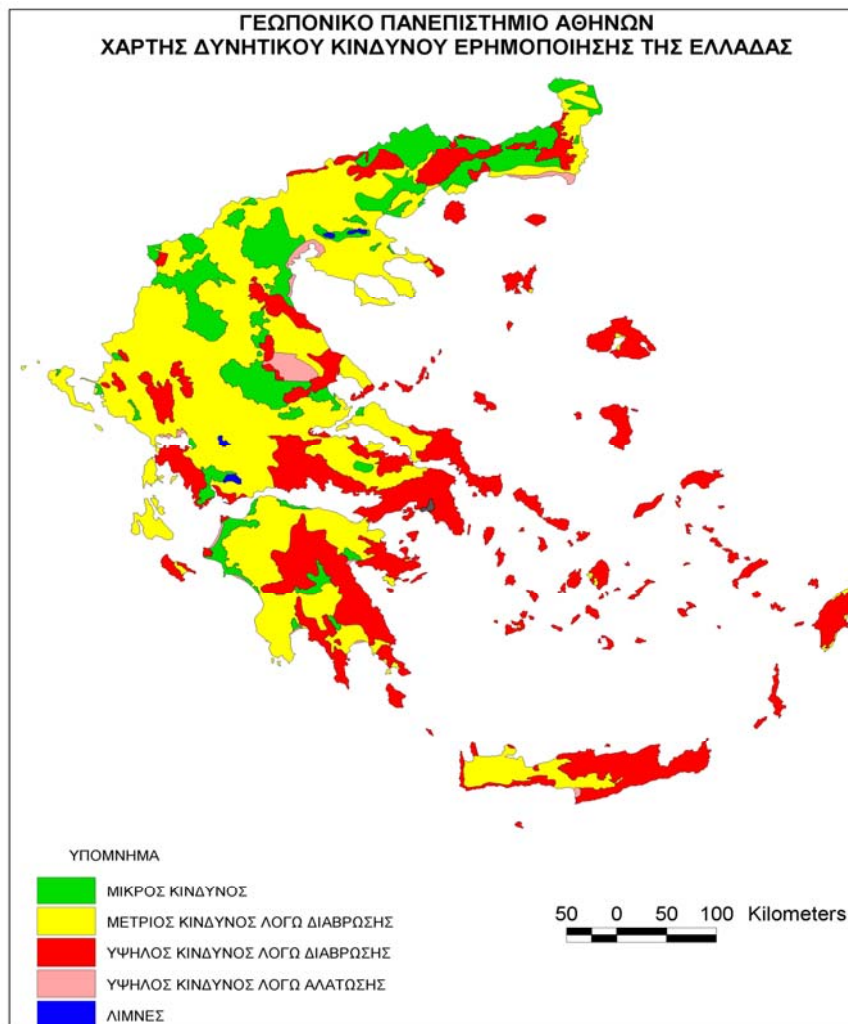 ΓΕΩΠΟΝΙΚΟ ΠΑΝΕΠΙΣΤΗΜΙΟ ΑΘΗΝΩΝ
ΧΑΡΤΗΣ ΔΥΝΗΤΙΚΟΥ ΚΙΝΔΥΝΟΥ ΕΡΗΜΟΠΟΙΗΣΗΣ ΤΗΣ ΕΛΛΑΔΑΣ
ΥΠΟΜΝΗΜΑ
ΜΙΚΡΟΣ ΚΙΝΔΥΝΟΣ
ΜΕΤΡΙΟΣ ΚΙΝΔΥΝΟΣ ΛΟΓΩ ΔΙΑΒΡΩΣΗΣ
ΥΨΗΛΟΣ ΚΙΝΔΥΝΟΣ ΛΟΓΩ ΔΙΑΒΡΩΣΗΣ
ΥΨΗΛΟΣ ΚΙΝΔΥΝΟΣ ΛΟΓΩ ΑΛΑΤΩΣΗΣ
ΛΙΜΝΕΣ
50 0 50 100 Kilometers